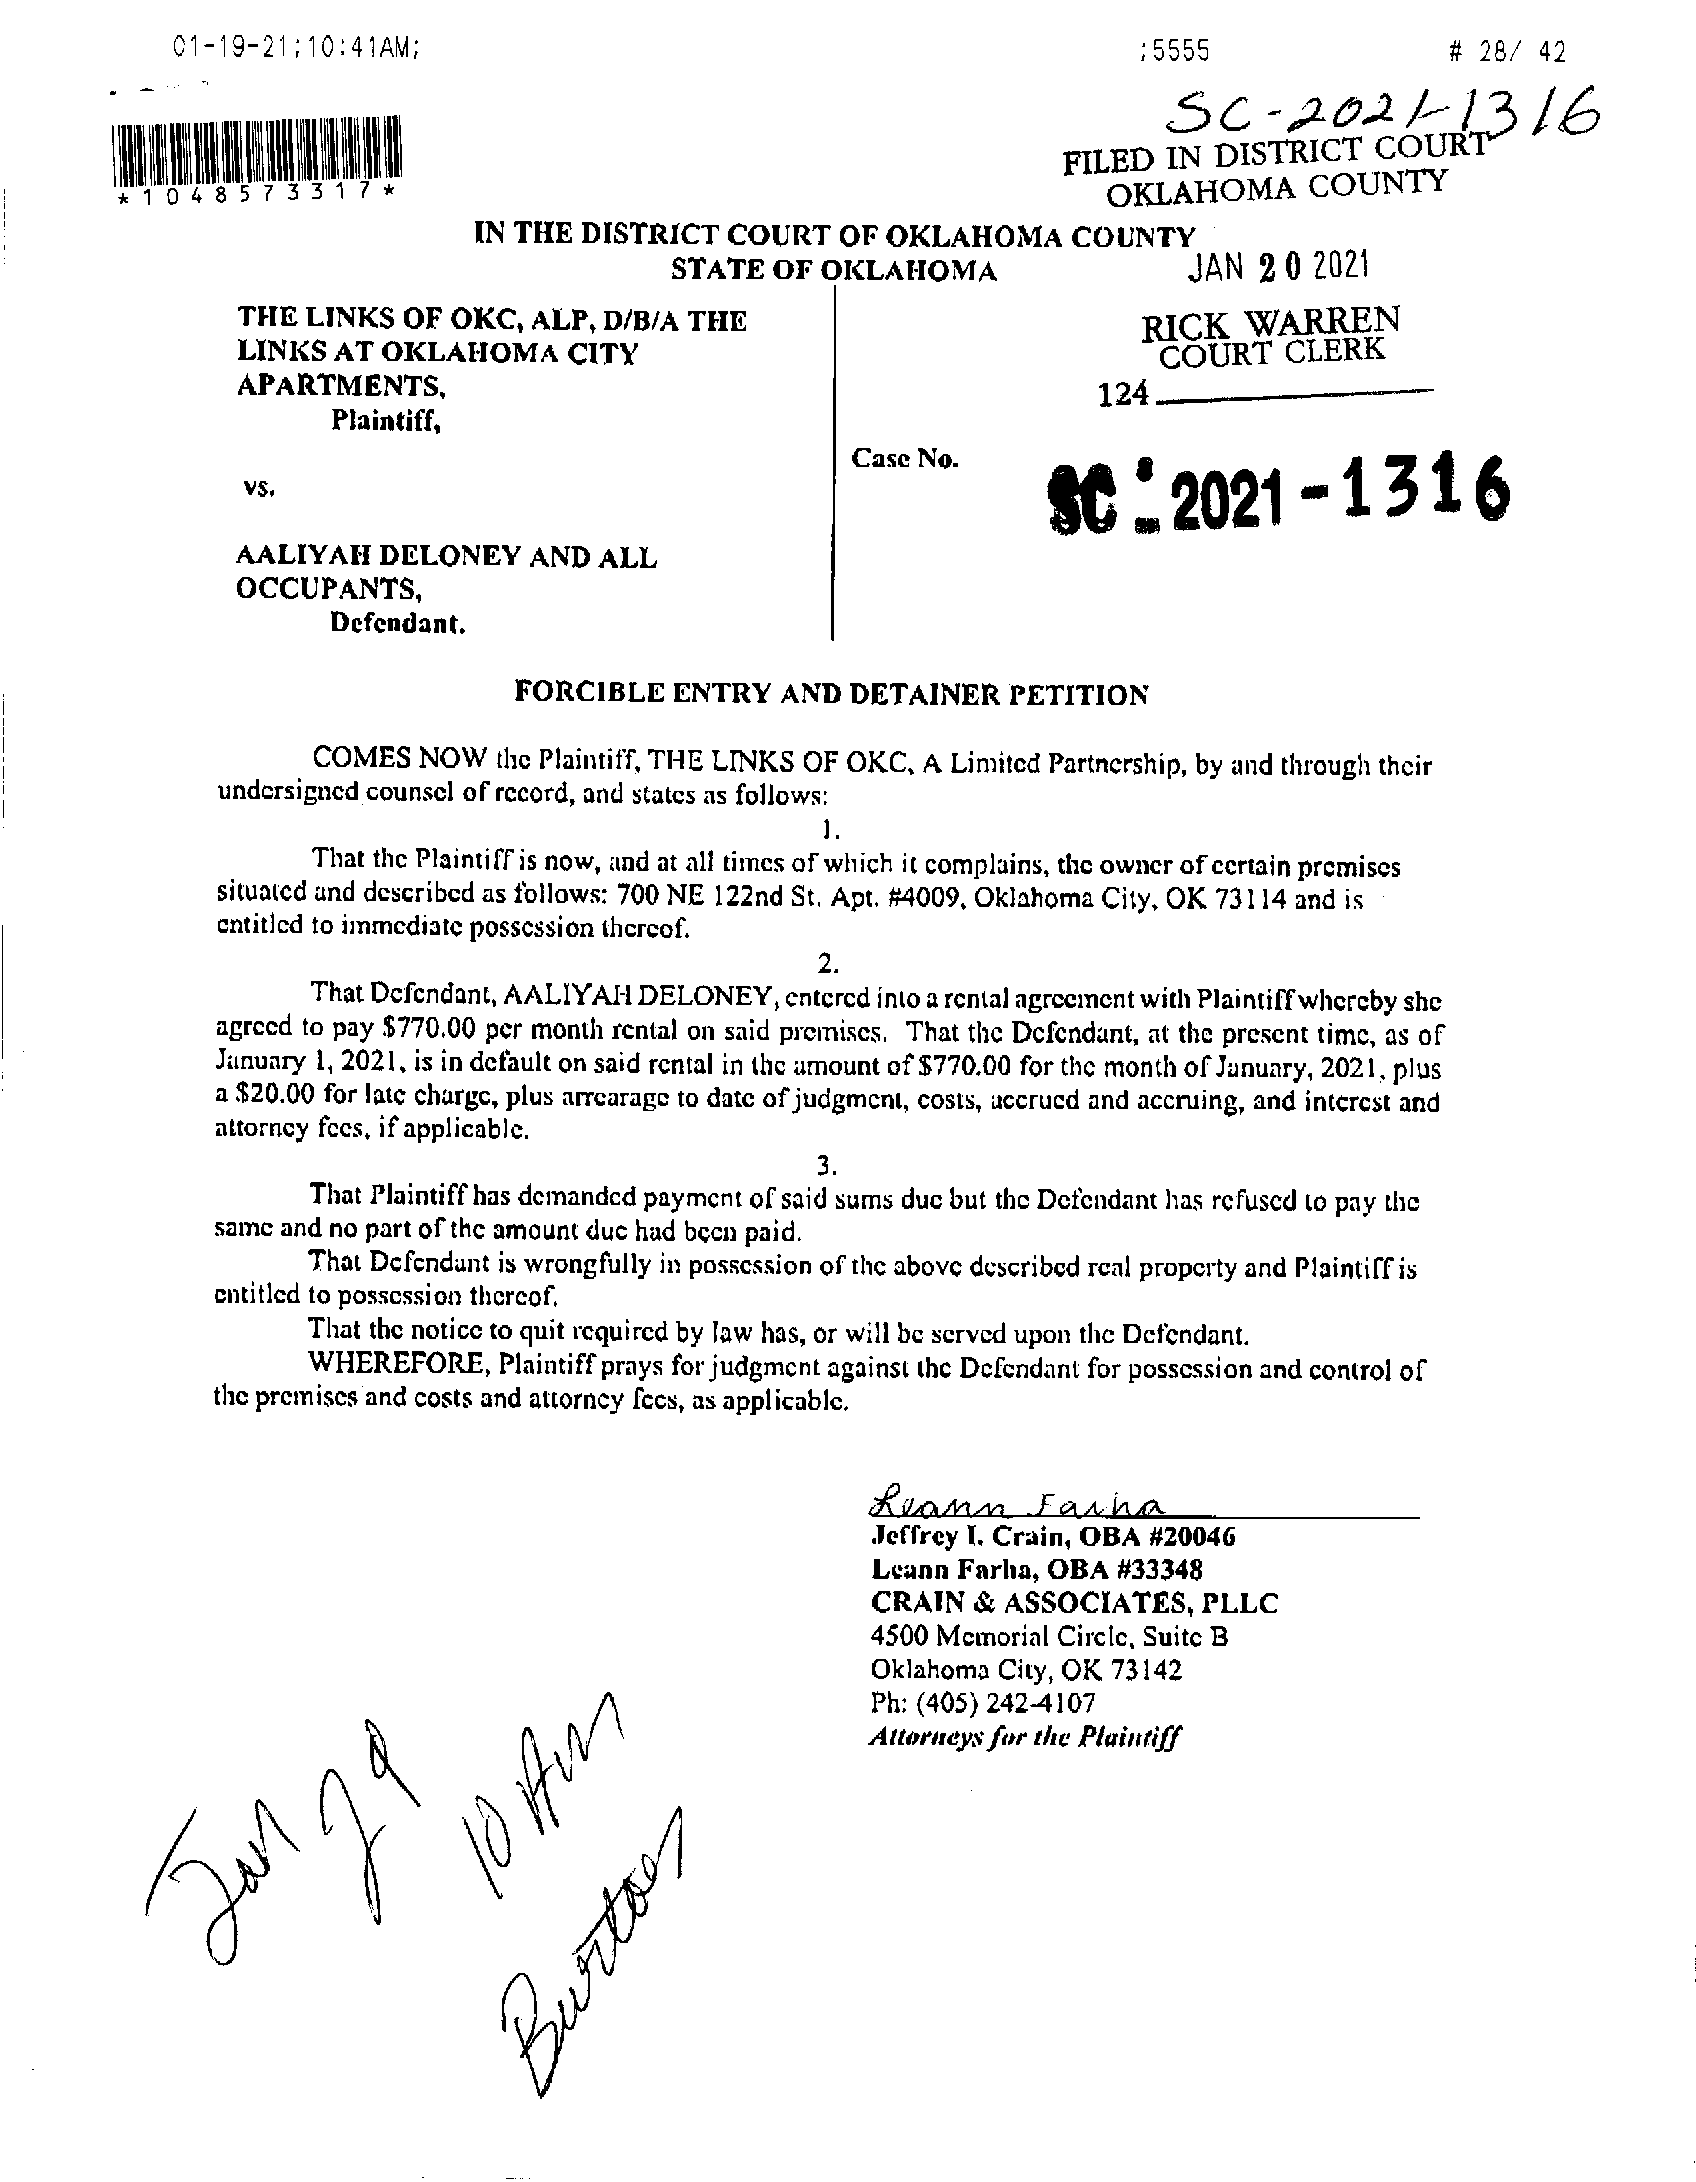 01-19-21;10:41AM; ;5555 # 28/ 42
SC-2021-1316
*1048573317*
FILED IN DISTRICT COURT
OKLAHOMA COUNTY
IN THE DISTRICT COURT OF OKLAHOMA COUNTY
STATE OF OKLAHOMA
JAN 20 2021
THE LINKS OF OKC, ALP, D/B/A THE
LINKS AT OKLAHOMA CITY
APARTMENTS,
Plaintiff,
RICK WARREN
COURT CLERK
124
Case No.
SC-2021-1316
vs.
AALIYAH DELONEY AND ALL
OCCUPANTS,
Defendant.
FORCIBLE ENTRY AND DETAINER PETITION
COMES NOW the Plaintiff, THE LINKS OF OKC, A Limited Partnership, by and through their
undersigned counsel of record, and states as follows:
1.
That the Plaintiff is now, and at all times of which it complains, the owner of certain premises
situated and described as follows: 700 NE 122nd St. Apt. #4009, Oklahoma City, OK 73114 and is
entitled to immediate possession thereof.
2.
That Defendant, AALIYAH DELONEY, entered into a rental agreement with Plaintiff whereby she
agreed to pay $770.00 per month rental on said premises. That the Defendant, at the present time, as of
January 1, 2021, is in default on said rental in the amount of $770.00 for the month of January, 2021, plus
a $20.00 for late charge, plus arrearage to date of judgment, costs, accrued and accruing, and interest and
attorney fees, if applicable.
3.
That Plaintiff has demanded payment of said sums due but the Defendant has refused to pay the
same and no part of the amount due had been paid.
That Defendant is wrongfully in possession of the above described real property and Plaintiff is
entitled to possession thereof.
That the notice to quit required by law has, or will be served upon the Defendant.
WHEREFORE, Plaintiff prays for judgment against the Defendant for possession and control of
the premises and costs and attorney fees, as applicable.
Leann Farha
Jeffrey I. Crain, OBA #20046
Leann Farha, OBA #33348
CRAIN & ASSOCIATES, PLLC
4500 Memorial Circle, Suite B
Oklahoma City, OK 73142
Ph: (405) 242-4107
Attorneys for the Plaintiff
Jan 29
10 Am
Burton